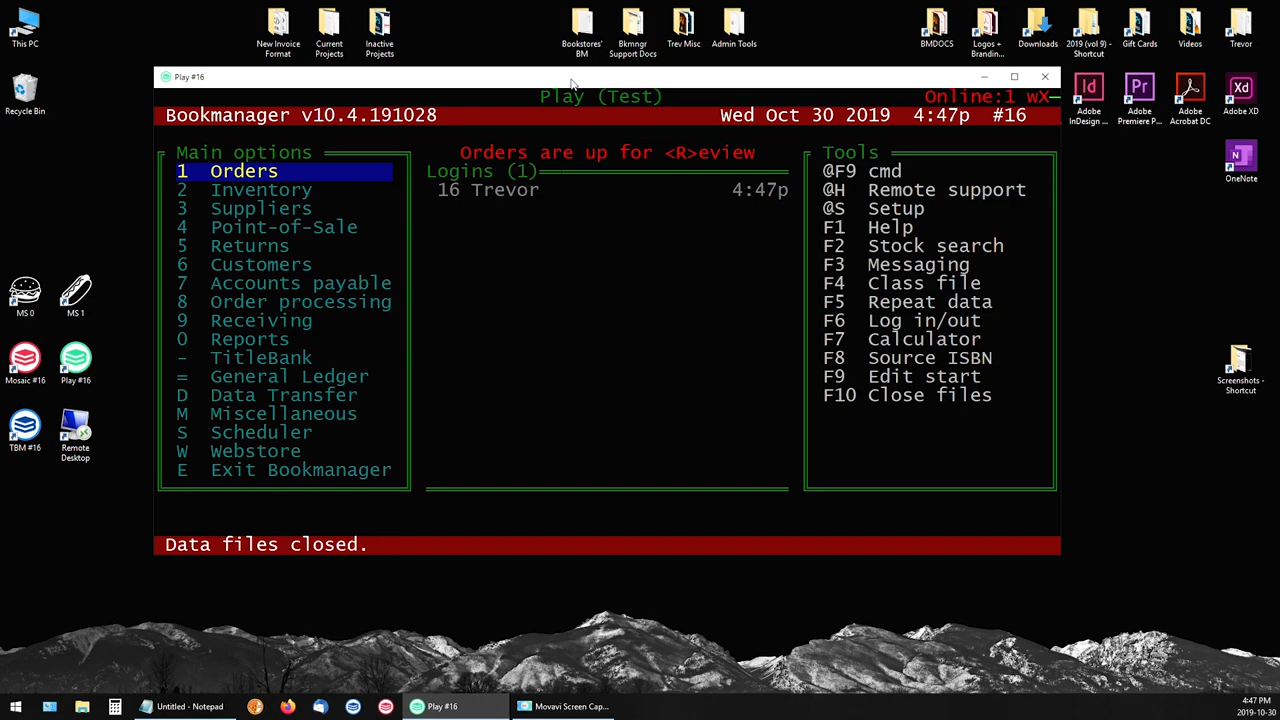 This PC
New Invoice Format
Current Projects
Inactive Projects
Bookstores' BM
Bkmngr Support Docs
Trev Misc
Admin Tools
BMDOCS
Logos + Brandin...
Downloads
2019 (vol 9) - Shortcut
Gift Cards
Videos
Trevor
Recycle Bin
Adobe InDesign ...
Adobe Premiere P...
Adobe Acrobat DC
Adobe XD
OneNote
MS 0
MS 1
Mosaic #16
Play #16
TBM #16
Remote Desktop
Screenshots - Shortcut
Play #16
Play (Test)
Online:1 wX
Bookmanager v10.4.191028
Wed Oct 30 2019 4:47p #16
Main options
1 Orders
2 Inventory
3 Suppliers
4 Point-of-Sale
5 Returns
6 Customers
7 Accounts payable
8 Order processing
9 Receiving
0 Reports
- TitleBank
= General Ledger
D Data Transfer
M Miscellaneous
S Scheduler
W Webstore
E Exit Bookmanager
Orders are up for <R>eview
Logins (1)
16 Trevor 4:47p
Tools
@F9 cmd
@H Remote support
@S Setup
F1 Help
F2 Stock search
F3 Messaging
F4 Class file
F5 Repeat data
F6 Log in/out
F7 Calculator
F8 Source ISBN
F9 Edit start
F10 Close files
Data files closed.
Untitled - Notepad
Play #16
Movavi Screen Cap...
4:47 PM
2019-10-30